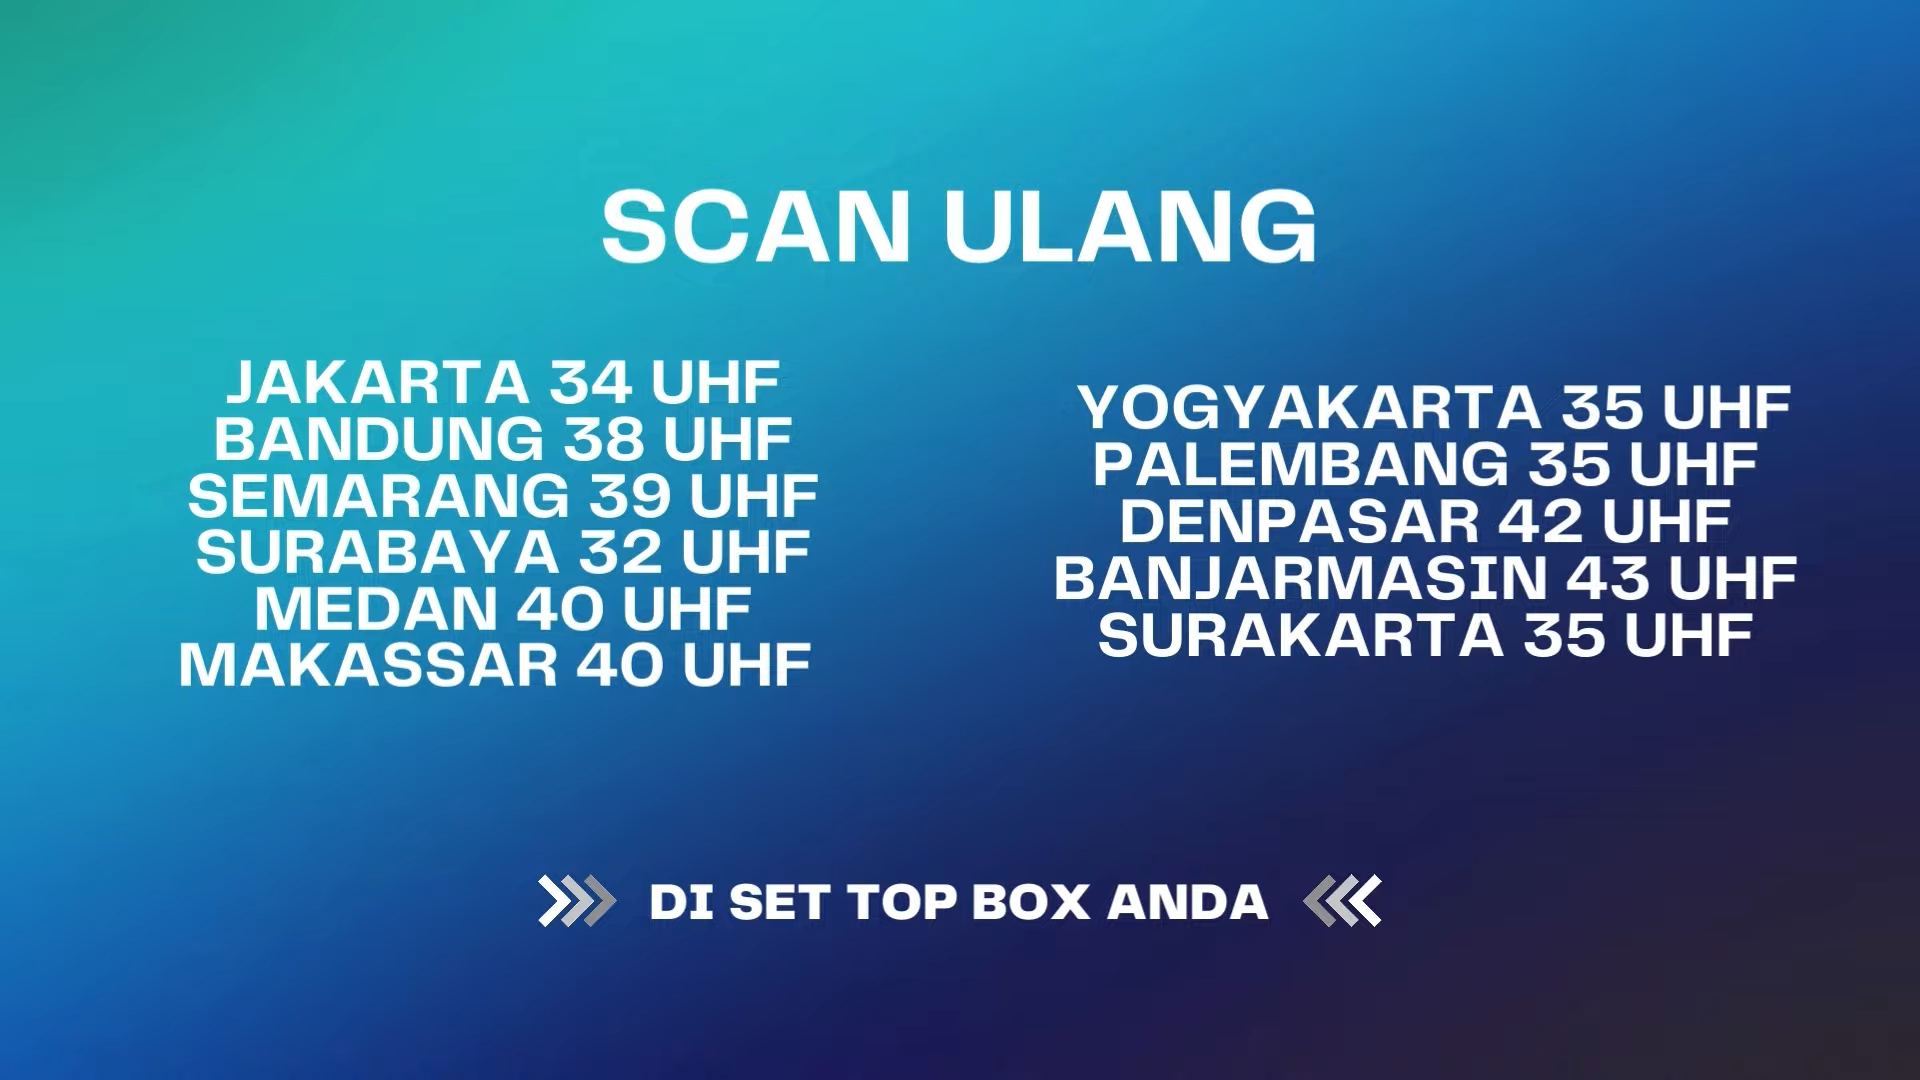 SCAN ULANG
JAKARTA 34 UHF
BANDUNG 38 UHF
SEMARANG 39 UHF
SURABAYA 32 UHF
MEDAN 40 UHF
MAKASSAR 40 UHF
YOGYAKARTA 35 UHF
PALEMBANG 35 UHF
DENPASAR 42 UHF
BANJARMASIN 43 UHF
SURAKARTA 35 UHF
DI SET TOP BOX ANDA